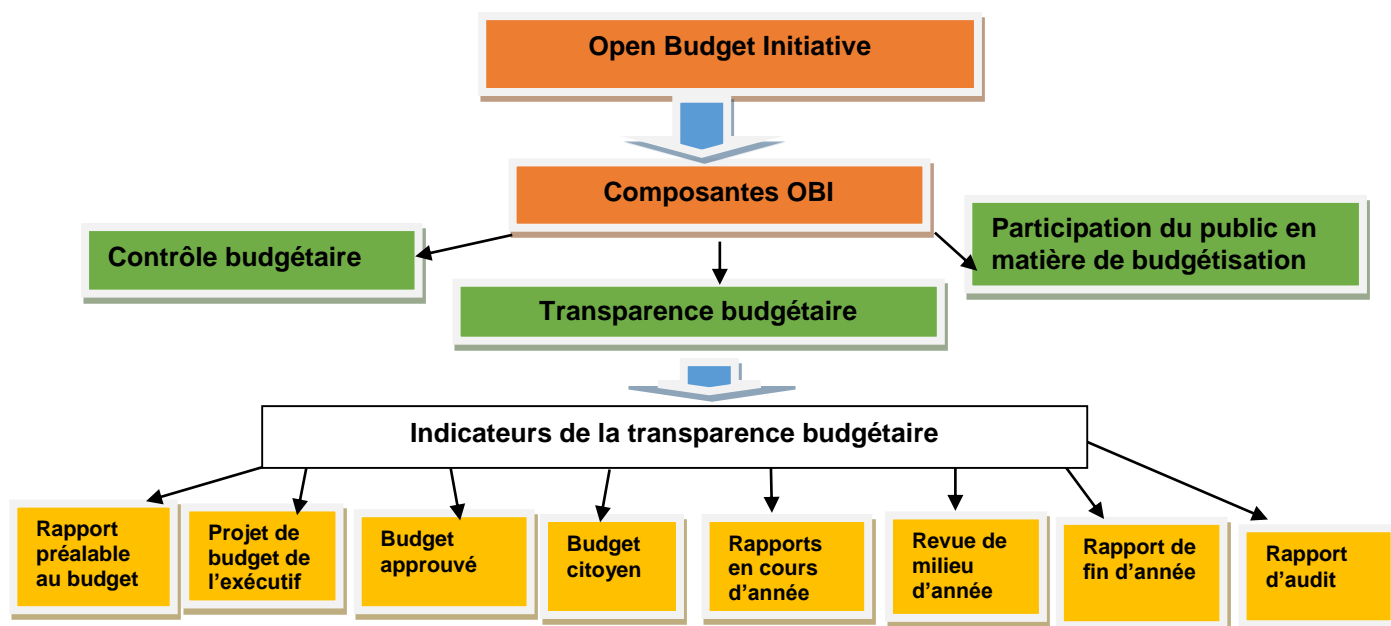 Open Budget Initiative
Composantes OBI
Contrôle budgétaire
Participation du public en
matière de budgétisation
Transparence budgétaire
Indicateurs de la transparence budgétaire
Rapport
préalable
au budget
Projet de
budget de
l’exécutif
Budget
approuvé
Budget
citoyen
Rapports
en cours
d’année
Revue de
milieu
d’année
Rapport de
fin d’année
Rapport
d’audit